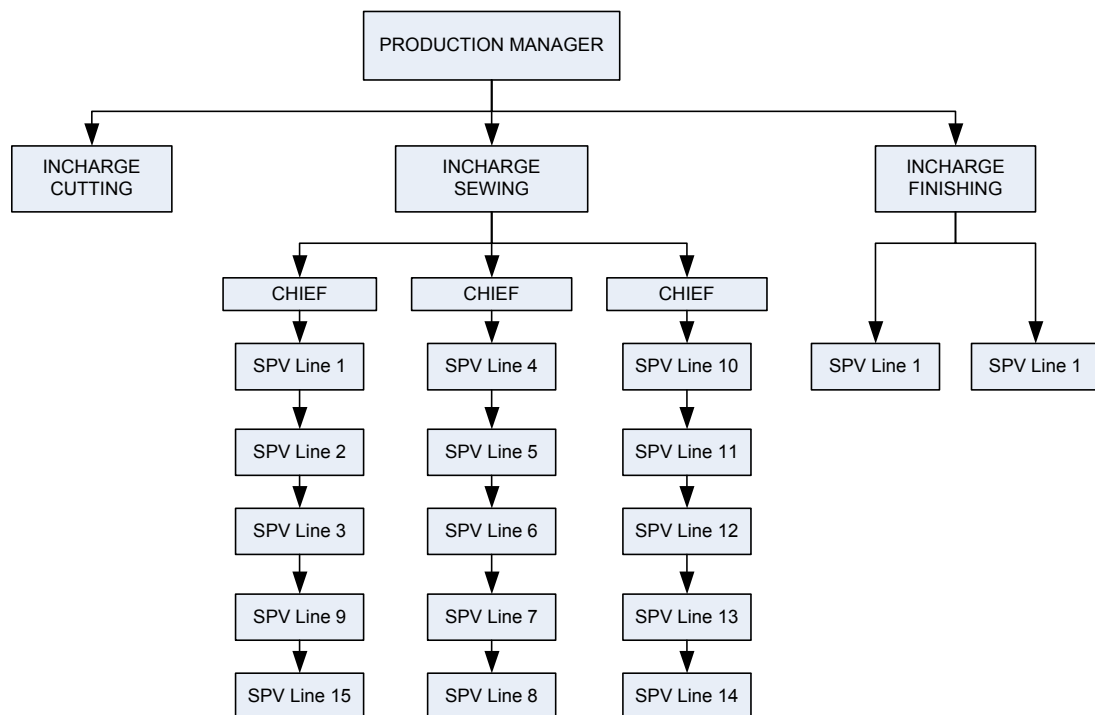 PRODUCTION MANAGER
INCHARGE
CUTTING
INCHARGE
SEWING
INCHARGE
FINISHING
CHIEF
CHIEF
CHIEF
SPV Line 1
SPV Line 4
SPV Line 10
SPV Line 1
SPV Line 1
SPV Line 2
SPV Line 5
SPV Line 11
SPV Line 3
SPV Line 6
SPV Line 12
SPV Line 9
SPV Line 7
SPV Line 13
SPV Line 15
SPV Line 8
SPV Line 14